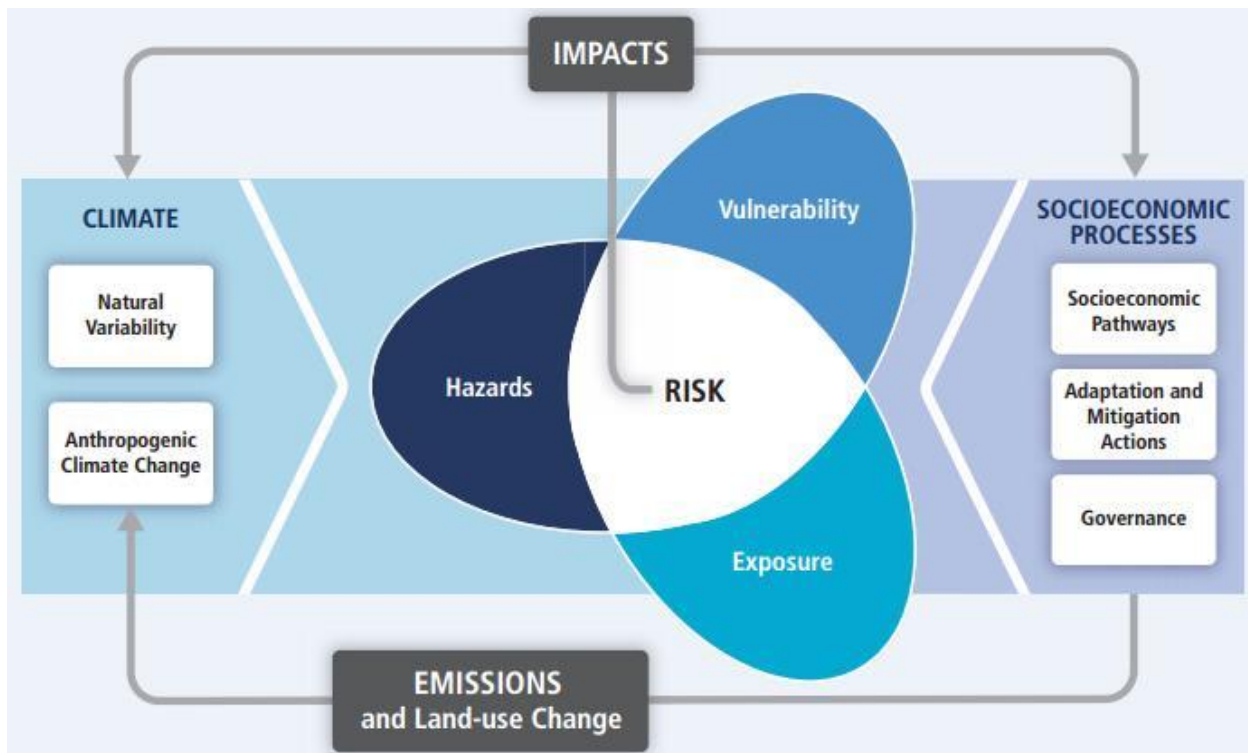 IMPACTS
CLIMATE
Natural
Variability
Anthropogenic
Climate Change
Vulnerability
Hazards
RISK
Exposure
SOCIOECONOMIC
PROCESSES
Socioeconomic
Pathways
Adaptation and
Mitigation
Actions
Governance
EMISSIONS
and Land-use Change